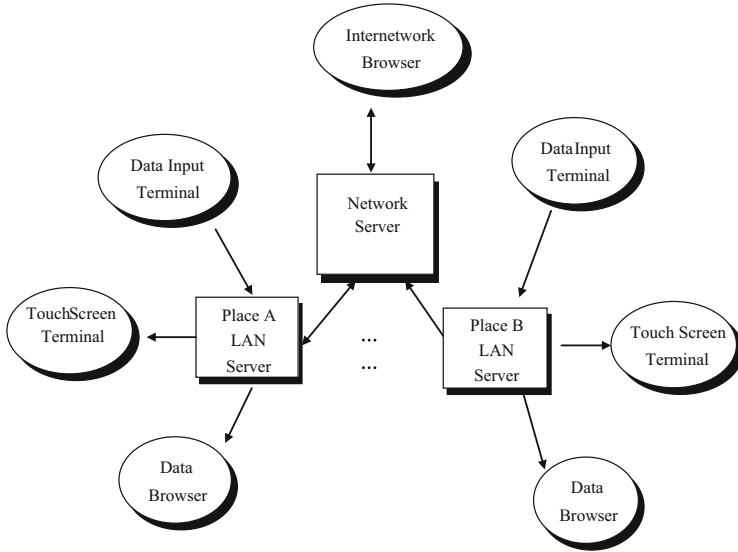 Internetwork
Browser
Data Input
Terminal
DataInput
Terminal
Network
Server
TouchScreen
Terminal
Place A
LAN
Server
...
...
Place B
LAN
Server
Touch Screen
Terminal
Data
Browser
Data
Browser